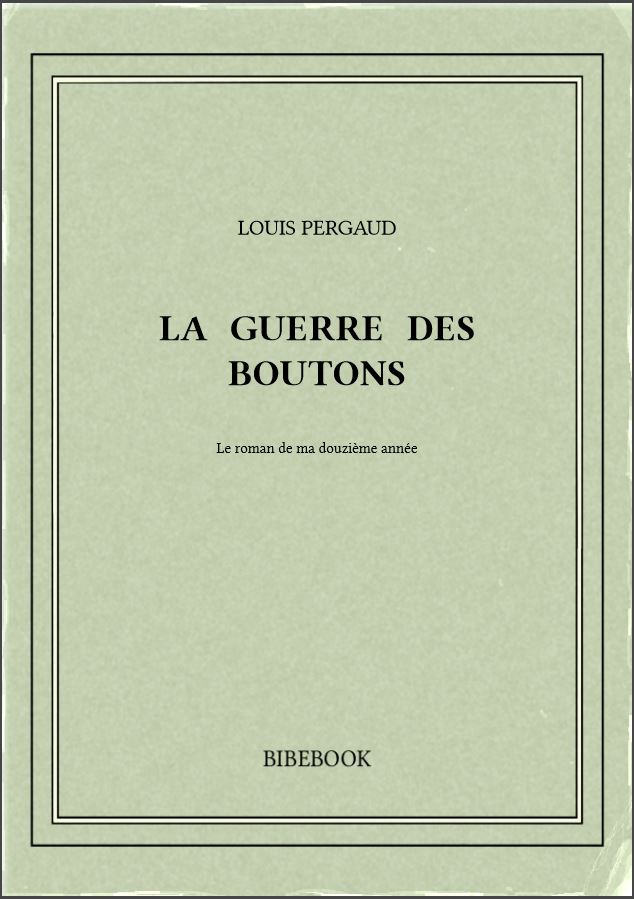 LOUIS PERGAUD
LA GUERRE DES
BOUTONS
Le roman de ma douzième année
BIBEBOOK